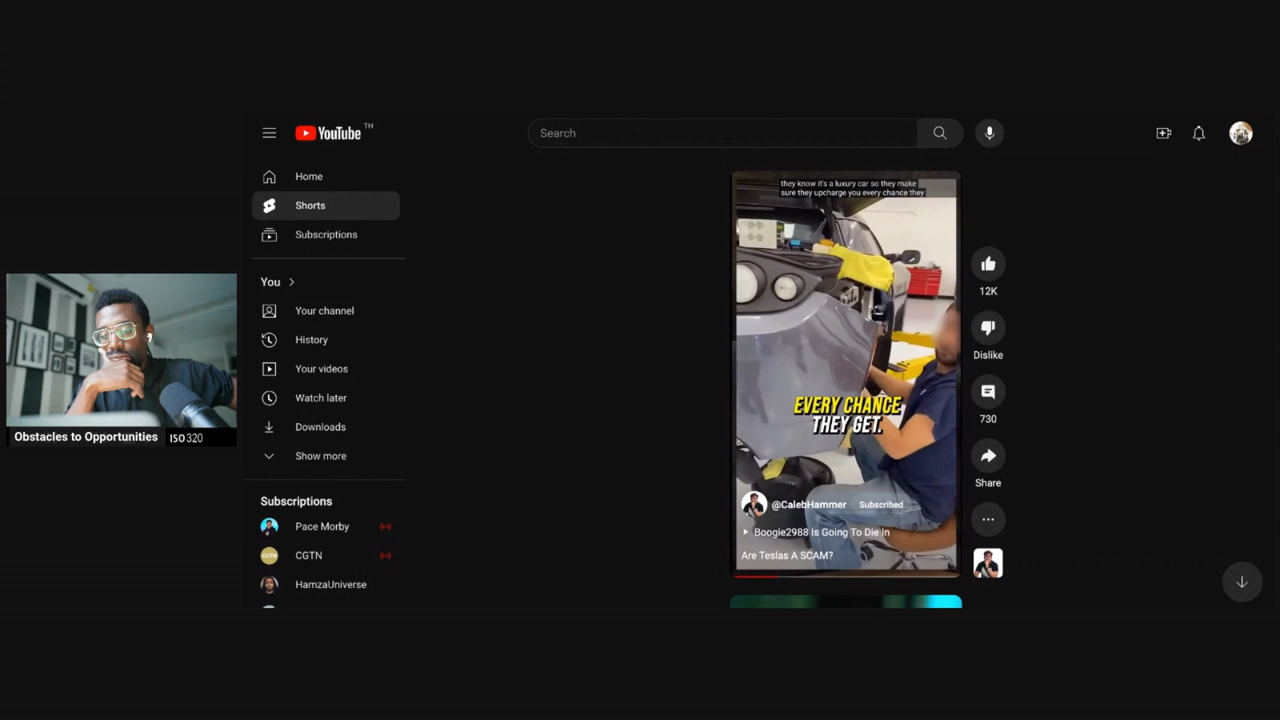 YouTube TH
Search
Home
Shorts
Subscriptions
You
Your channel
History
Your videos
Watch later
Downloads
Show more
Subscriptions
Pace Morby
CGTN
HamzaUniverse
Obstacles to Opportunities
ISO 320
they know it's a luxury car so they make
sure they upcharge you every chance they
EVERY CHANCE
THEY GET.
@CalebHammer Subscribed
Boogie2988 Is Going To Die In
Are Teslas A SCAM?
12K
Dislike
730
Share